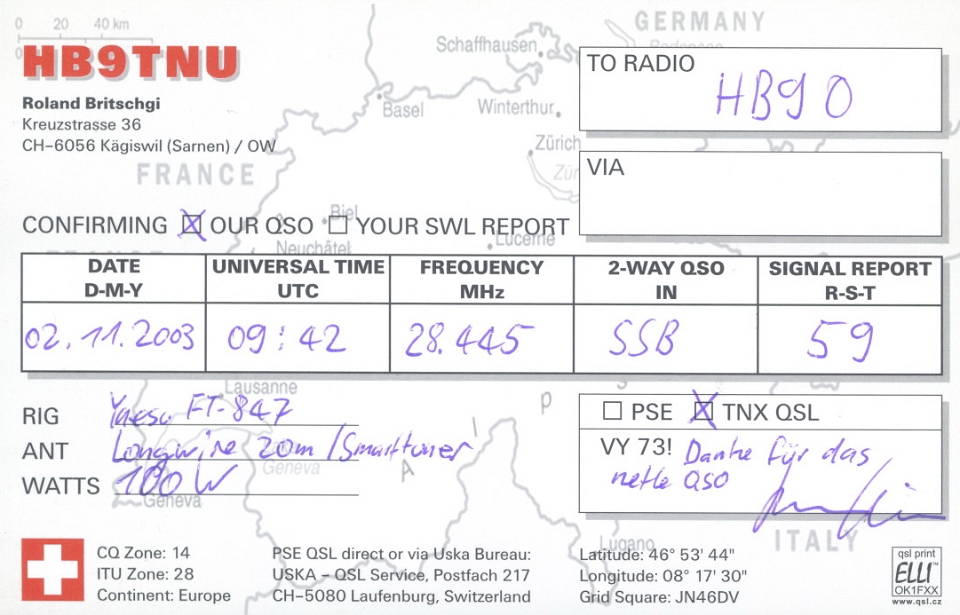 0 20 40 km
GERMANY
Schaffhausen
HB9TNU
TO RADIO
HB9O
Roland Britschgi
Basel
Winterthur
Kreuzstrasse 36
CH-6056 Kägiswil (Sarnen) / OW
Zürich
FRANCE
VIA
Biel
CONFIRMING ☒ OUR QSO ☐ YOUR SWL REPORT
Neuchâtel
Lucerne
DATE D-M-Y
UNIVERSAL TIME UTC
FREQUENCY MHz
2-WAY QSO IN
SIGNAL REPORT R-S-T
02.11.2003 09:42 28.445 SSB 59
Lausanne
RIG Yaesu FT-847
☐ PSE ☒ TNX QSL
ANT Longwire 20m / Smarttuner
VY 73! Danke für das
nette QSO
WATTS 100 W
Geneva
Geneva
ITALY
Lugano
CQ Zone: 14
ITU Zone: 28
Continent: Europe
PSE QSL direct or via Uska Bureau:
USKA – QSL Service, Postfach 217
CH-5080 Laufenburg, Switzerland
Latitude: 46° 53' 44"
Longitude: 08° 17' 30"
Grid Square: JN46DV
qsl print
ELLI
OK1FXX
www.qsl.cz